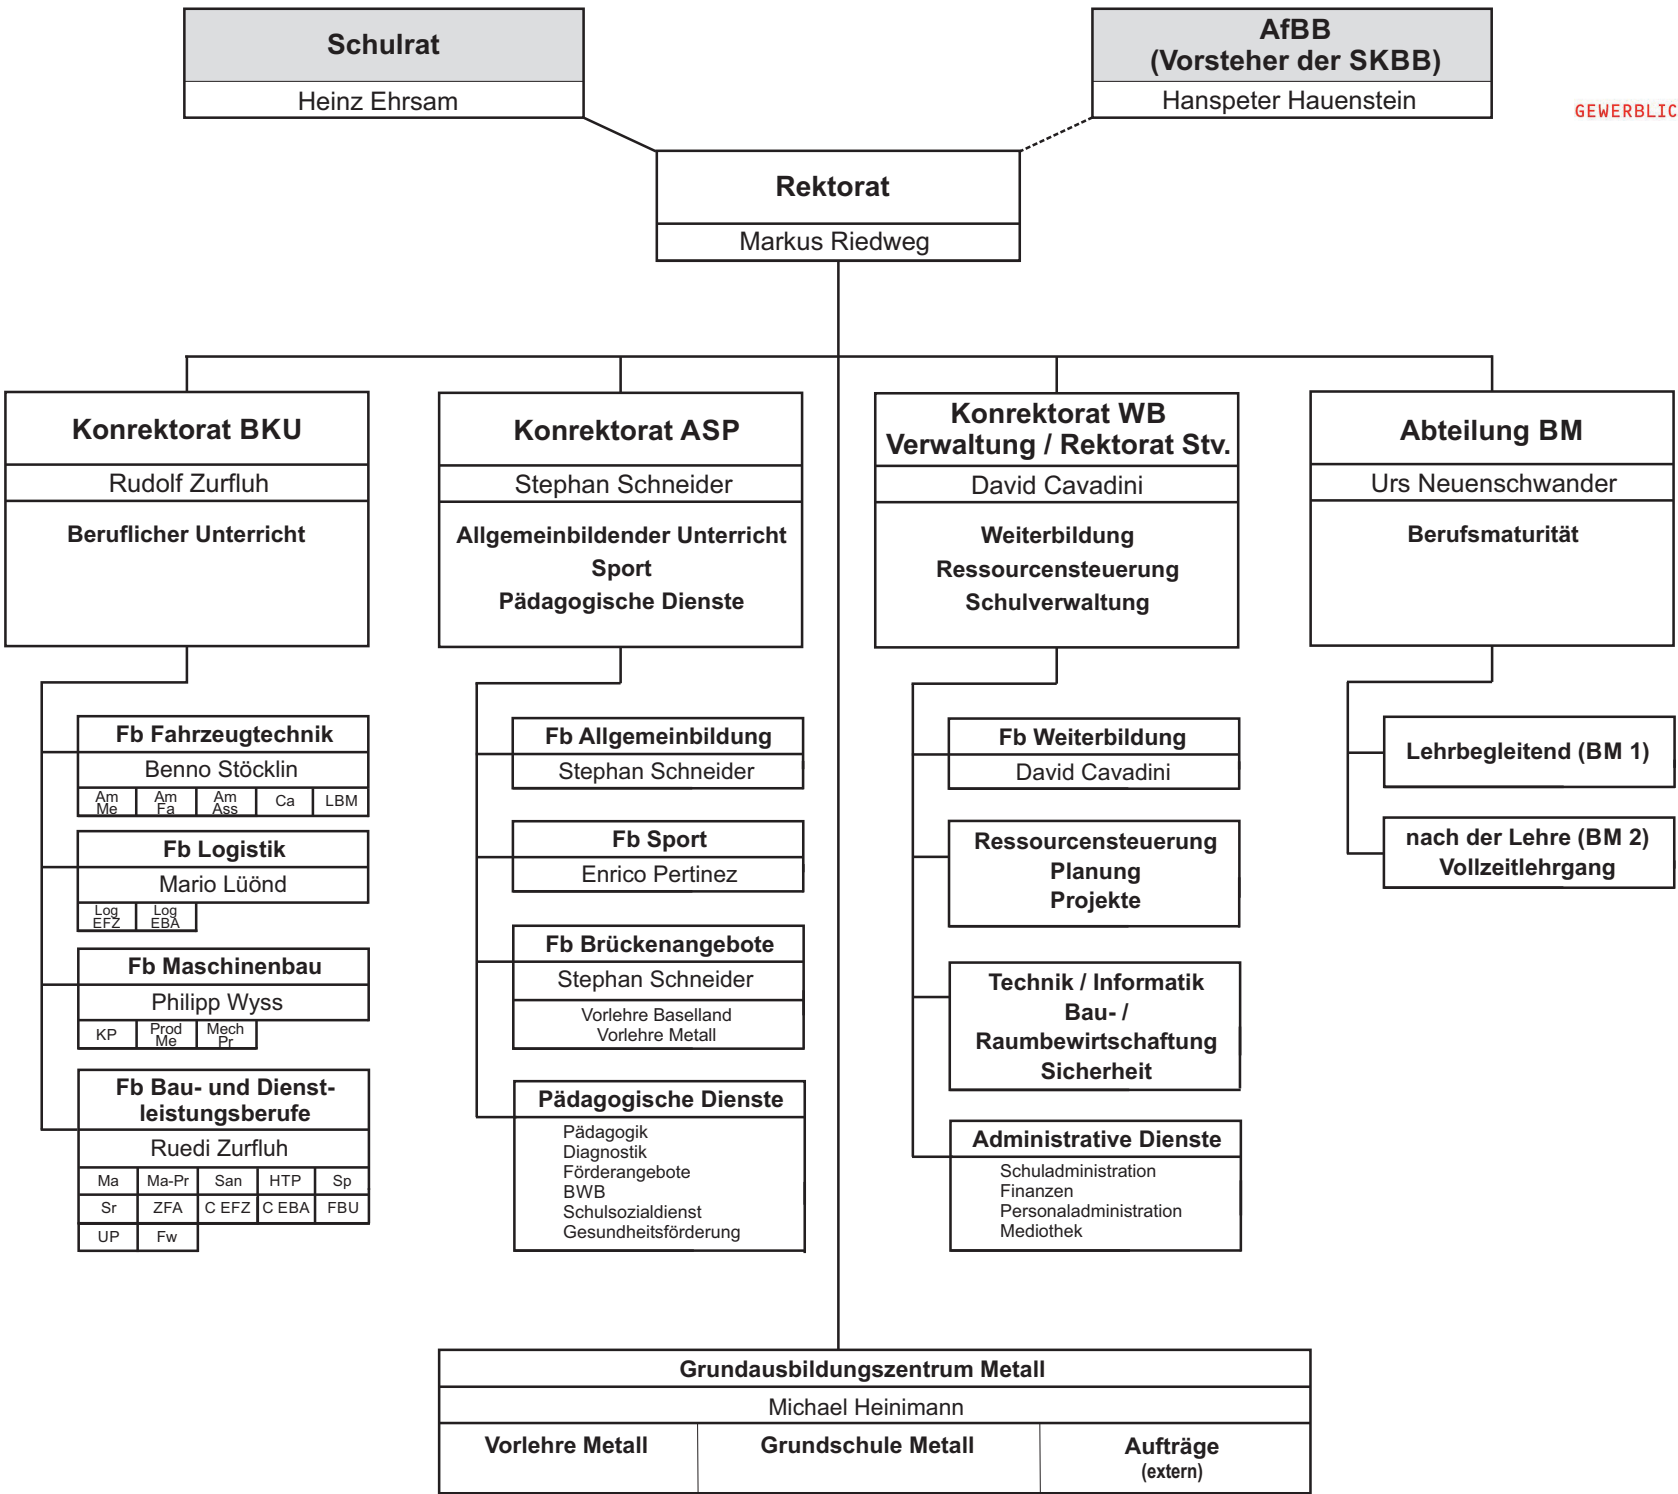 Schulrat
Heinz Ehrsam
AfBB
(Vorsteher der SKBB)
Hanspeter Hauenstein
GEWERBLIC
Rektorat
Markus Riedweg
Konrektorat BKU
Rudolf Zurfluh
Beruflicher Unterricht
Konrektorat ASP
Stephan Schneider
Allgemeinbildender Unterricht
Sport
Pädagogische Dienste
Konrektorat WB
Verwaltung / Rektorat Stv.
David Cavadini
Weiterbildung
Ressourcensteuerung
Schulverwaltung
Abteilung BM
Urs Neuenschwander
Berufsmaturität
Fb Fahrzeugtechnik
Benno Stöcklin
Am Me
Am Fa
Am Ass
Ca
LBM
Fb Logistik
Mario Lüönd
Log EFZ
Log EBA
Fb Maschinenbau
Philipp Wyss
KP
Prod Me
Mech Pr
Fb Bau- und Dienst-
leistungsberufe
Ruedi Zurfluh
Ma
Ma-Pr
San
HTP
Sp
Sr
ZFA
C EFZ
C EBA
FBU
UP
Fw
Fb Allgemeinbildung
Stephan Schneider
Fb Sport
Enrico Pertinez
Fb Brückenangebote
Stephan Schneider
Vorlehre Baselland
Vorlehre Metall
Pädagogische Dienste
Pädagogik
Diagnostik
Förderangebote
BWB
Schulsozialdienst
Gesundheitsförderung
Fb Weiterbildung
David Cavadini
Ressourcensteuerung
Planung
Projekte
Technik / Informatik
Bau- /
Raumbewirtschaftung
Sicherheit
Administrative Dienste
Schuladministration
Finanzen
Personaladministration
Mediothek
Lehrbegleitend (BM 1)
nach der Lehre (BM 2)
Vollzeitlehrgang
Grundausbildungszentrum Metall
Michael Heinimann
Vorlehre Metall
Grundschule Metall
Aufträge
(extern)